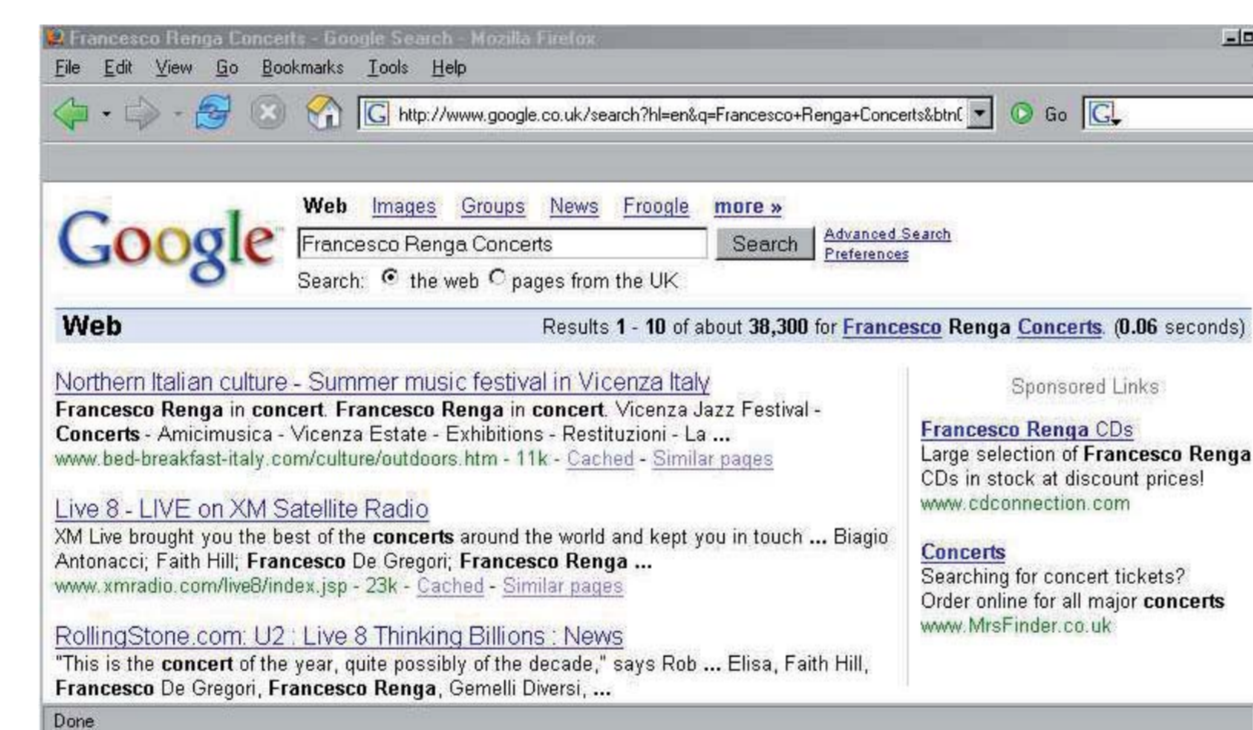 Francesco Renga Concerts - Google Search - Mozilla Firefox
File Edit View Go Bookmarks Tools Help
G http://www.google.co.uk/search?hl=en&q=Francesco+Renga+Concerts&btn Go G
Google
Web Images Groups News Froogle more »
Francesco Renga Concerts Search Advanced Search
Preferences
Search: the web pages from the UK
Web Results 1 - 10 of about 38,300 for Francesco Renga Concerts. (0.06 seconds)
Northern Italian culture - Summer music festival in Vicenza Italy
Francesco Renga in concert. Francesco Renga in concert. Vicenza Jazz Festival -
Concerts - Amicimusica - Vicenza Estate - Exhibitions - Restituzioni - La ...
www.bed-breakfast-italy.com/culture/outdoors.htm - 11k - Cached - Similar pages
Live 8 - LIVE on XM Satellite Radio
XM Live brought you the best of the concerts around the world and kept you in touch ... Biagio
Antonacci; Faith Hill; Francesco De Gregori; Francesco Renga ...
www.xmradio.com/live8/index.jsp - 23k - Cached - Similar pages
RollingStone.com: U2 : Live 8 Thinking Billions : News
"This is the concert of the year, quite possibly of the decade," says Rob ... Elisa, Faith Hill,
Francesco De Gregori, Francesco Renga, Gemelli Diversi, ...
Sponsored Links
Francesco Renga CDs
Large selection of Francesco Renga
CDs in stock at discount prices!
www.cdconnection.com
Concerts
Searching for concert tickets?
Order online for all major concerts
www.MrsFinder.co.uk
Done